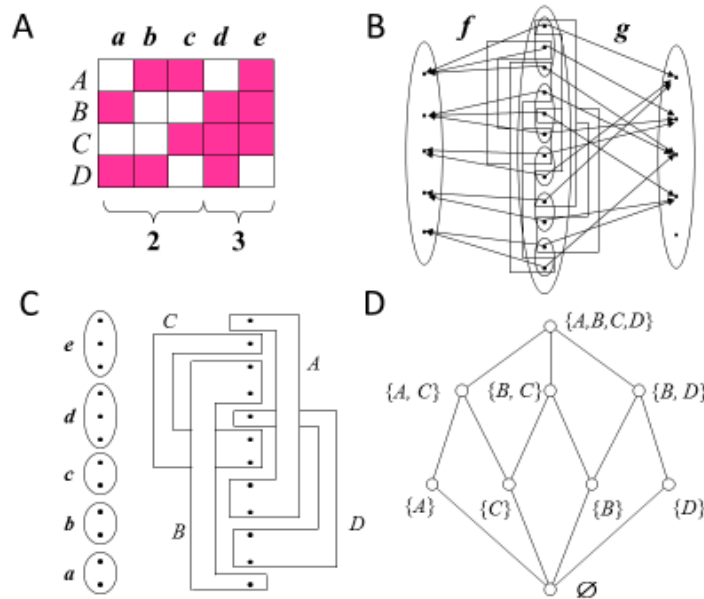 A
a b c d e
A
B
C
D
2 3
B
f g
C
e
d
c
b
a
C
A
B
D
D
{A,B,C,D}
{A, C} {B, C} {B, D}
{A} {C} {B} {D}
∅